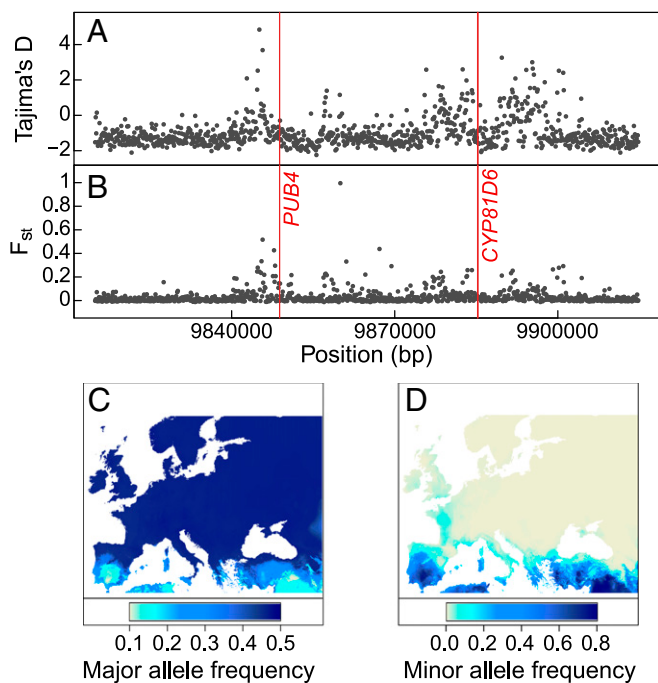 A
Tajima's D
4
2
0
−2
B
Fst
1
0.8
0.6
0.4
0.2
0
PUB4
CYP81D6
9840000 9870000 9900000
Position (bp)
C
0.1 0.2 0.3 0.4 0.5
Major allele frequency
D
0.0 0.2 0.4 0.6 0.8
Minor allele frequency